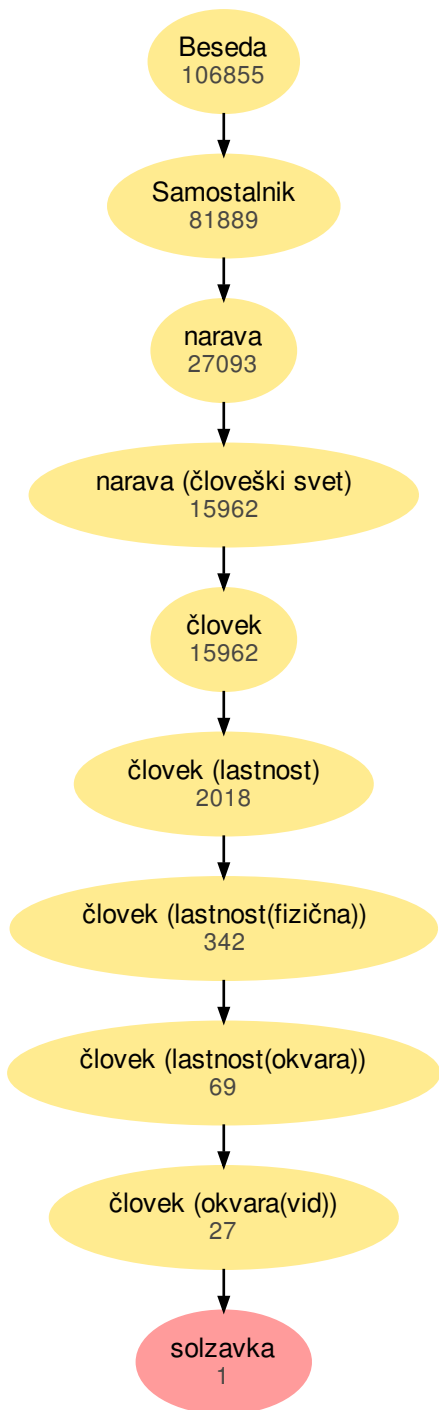 Beseda
106855
Samostalnik
81889
narava
27093
narava (človeški svet)
15962
človek
15962
človek (lastnost)
2018
človek (lastnost(fizična))
342
človek (lastnost(okvara))
69
človek (okvara(vid))
27
solzavka
1